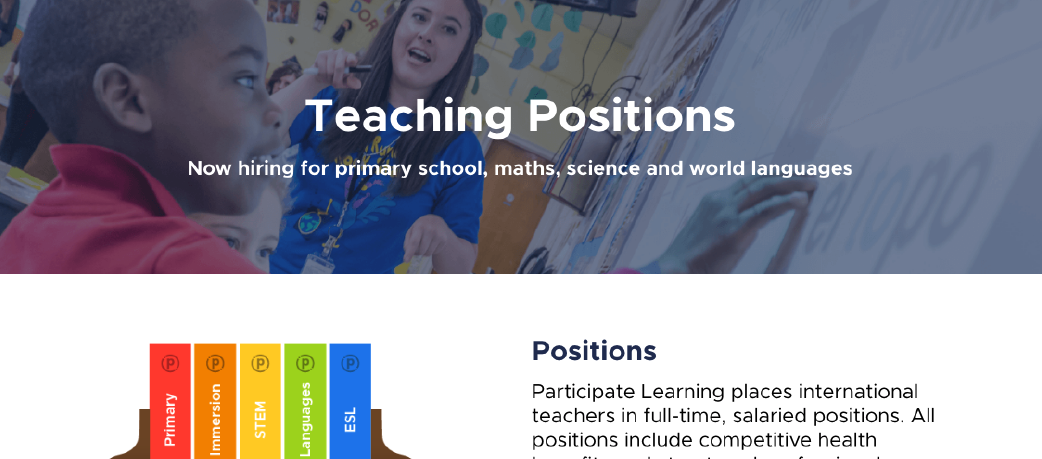 Teaching Positions
Now hiring for primary school, maths, science and world languages
Primary
Immersion
STEM
Languages
ESL
Positions
Participate Learning places international
teachers in full-time, salaried positions. All
positions include competitive health